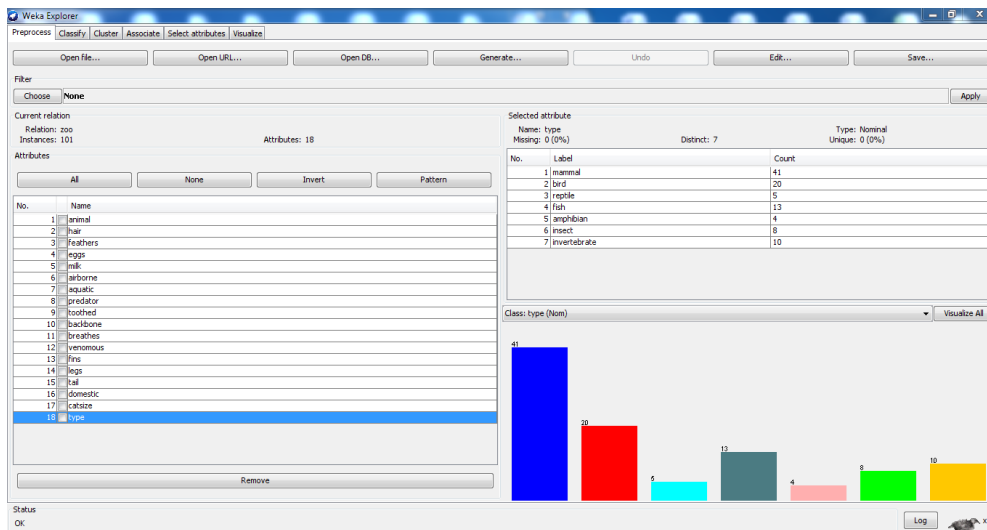 Weka Explorer
Preprocess Classify Cluster Associate Select attributes Visualize
Open file... Open URL... Open DB... Generate... Undo Edit... Save...
Filter
Choose None Apply
Current relation
Relation: zoo
Instances: 101 Attributes: 18
Attributes
All None Invert Pattern
No. Name
1 animal
2 hair
3 feathers
4 eggs
5 milk
6 airborne
7 aquatic
8 predator
9 toothed
10 backbone
11 breathes
12 venomous
13 fins
14 legs
15 tail
16 domestic
17 catsize
18 type
Remove
Selected attribute
Name: type Type: Nominal
Missing: 0 (0%) Distinct: 7 Unique: 0 (0%)
No. Label Count
1 mammal 41
2 bird 20
3 reptile 5
4 fish 13
5 amphibian 4
6 insect 8
7 invertebrate 10
Class: type (Nom) Visualize All
41
20
5
13
4
8
10
Status
OK
Log
x